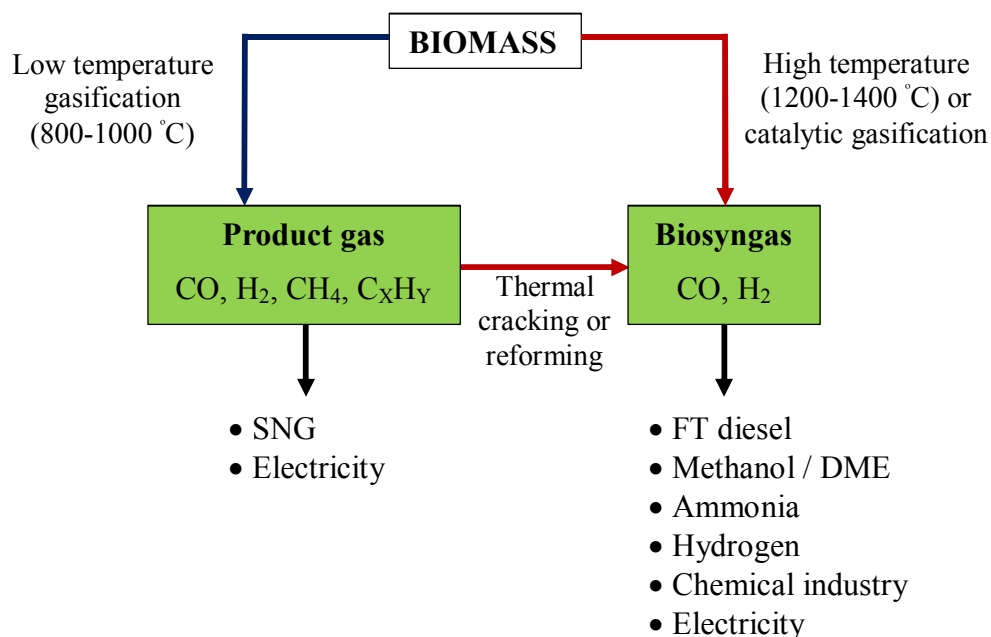 BIOMASS
Low temperature
gasification
(800-1000 °C)
High temperature
(1200-1400 °C) or
catalytic gasification
Product gas
CO, H₂, CH₄, CₓH_Y
Thermal
cracking or
reforming
Biosyngas
CO, H₂
• SNG
• Electricity
• FT diesel
• Methanol / DME
• Ammonia
• Hydrogen
• Chemical industry
• Electricity